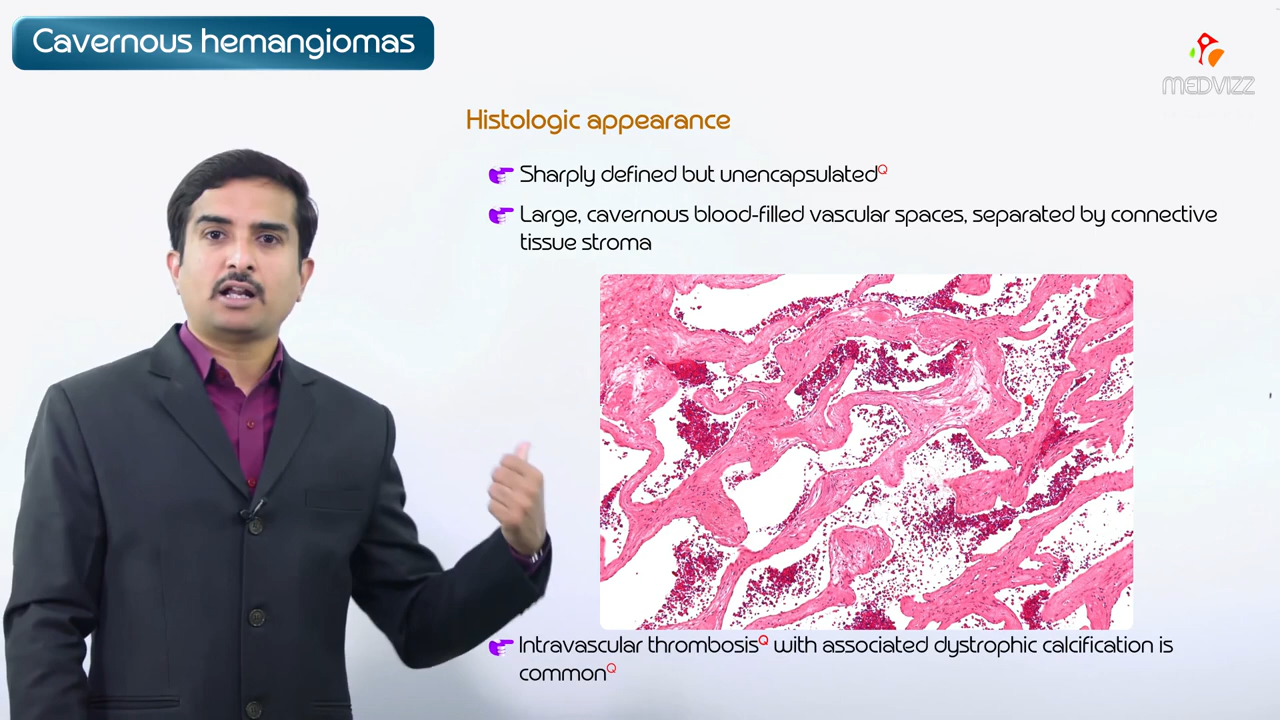 Cavernous hemangiomas
MEDVIZZ
Histologic appearance
Sharply defined but unencapsulatedQ
Large, cavernous blood-filled vascular spaces, separated by connective
tissue stroma
Intravascular thrombosisQ with associated dystrophic calcification is
commonQ